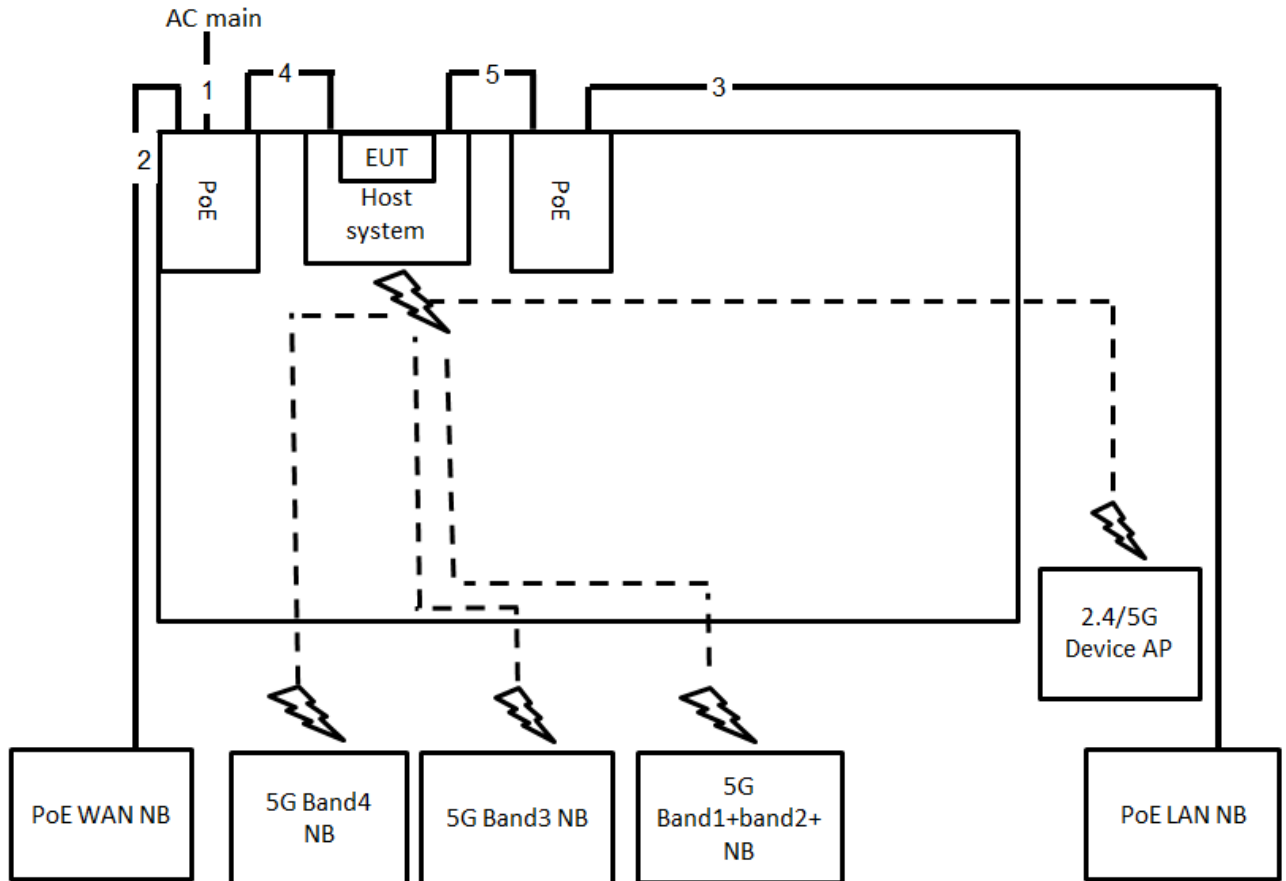 AC main
4
5
1
3
2
PoE
EUT
Host
system
PoE
2.4/5G
Device AP
PoE WAN NB
5G Band4
NB
5G Band3 NB
5G
Band1+band2+
NB
PoE LAN NB